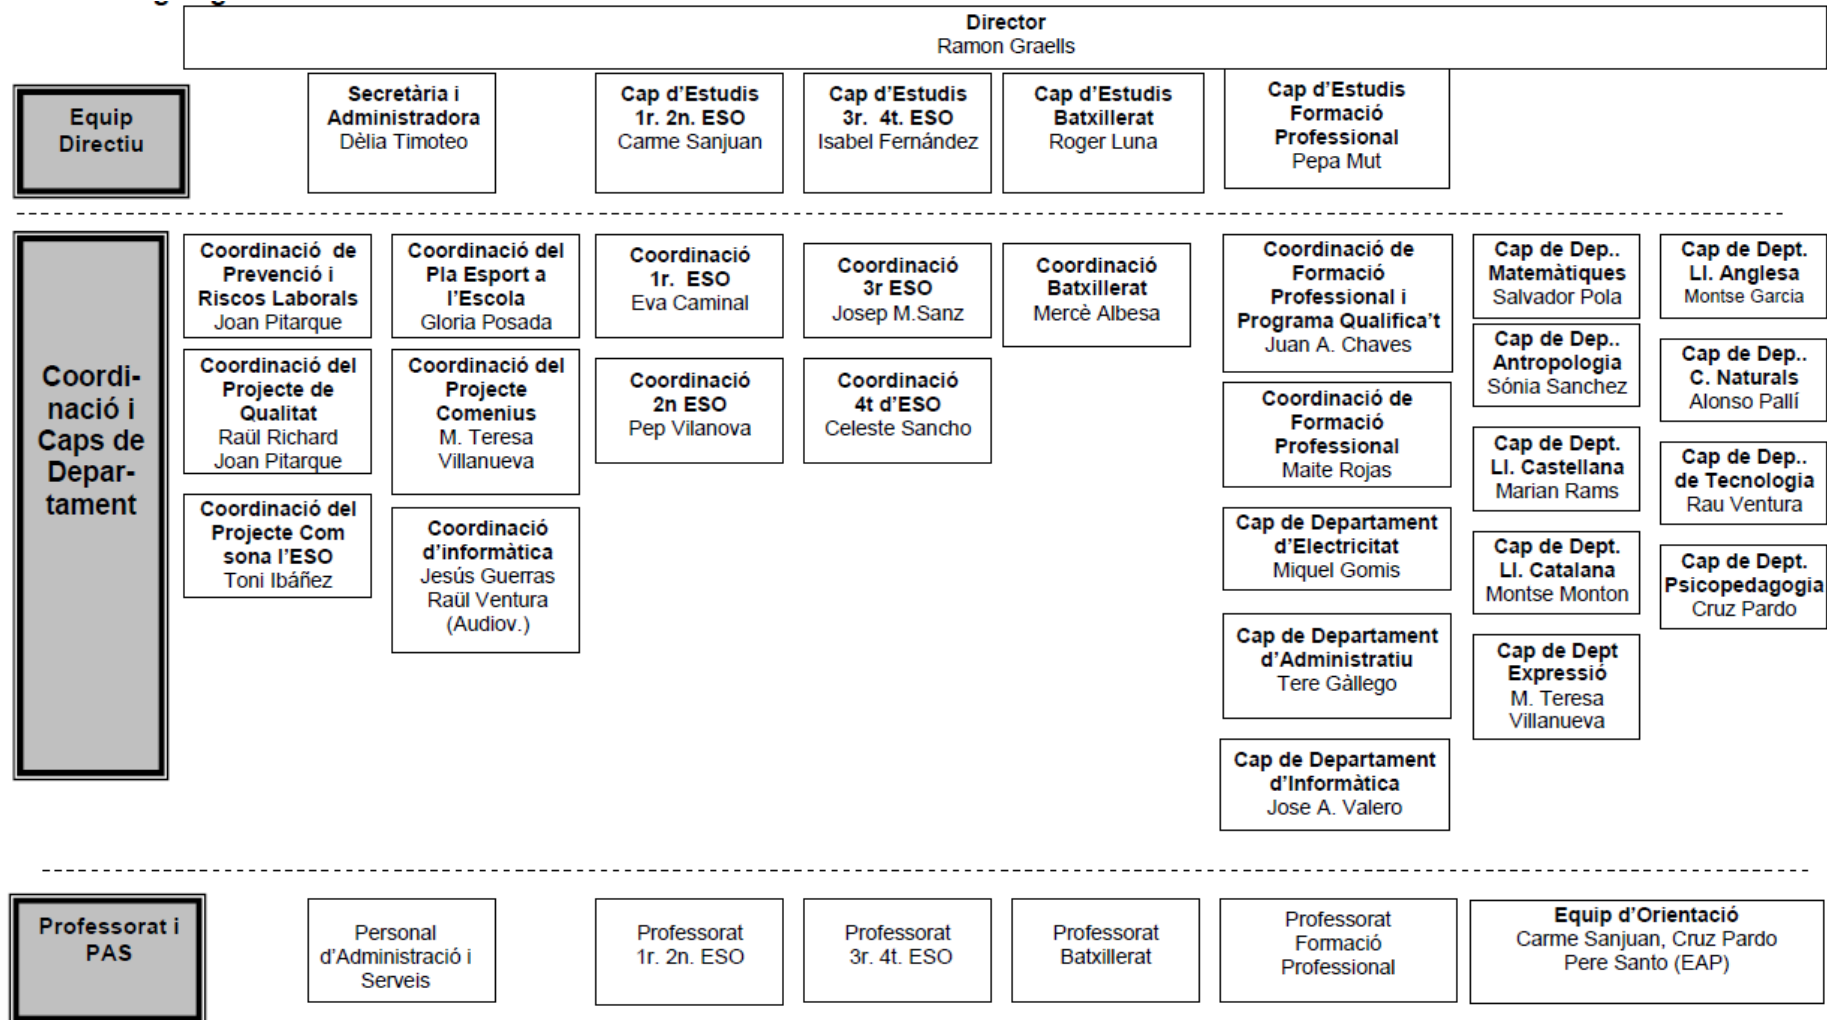 Director
Ramon Graells
Equip
Directiu
Secretària i
Administradora
Dèlia Timoteo
Cap d’Estudis
1r. 2n. ESO
Carme Sanjuan
Cap d’Estudis
3r. 4t. ESO
Isabel Fernández
Cap d’Estudis
Batxillerat
Roger Luna
Cap d’Estudis
Formació
Professional
Pepa Mut
Coordi-
nació i
Caps de
Depar-
tament
Coordinació de
Prevenció i
Riscos Laborals
Joan Pitarque
Coordinació del
Projecte de
Qualitat
Raül Richard
Joan Pitarque
Coordinació del
Projecte Com
sona l’ESO
Toni Ibáñez
Coordinació del
Pla Esport a
l’Escola
Gloria Posada
Coordinació del
Projecte
Comenius
M. Teresa
Villanueva
Coordinació
d’informàtica
Jesús Guerras
Raül Ventura
(Audiov.)
Coordinació
1r. ESO
Eva Caminal
Coordinació
2n ESO
Pep Vilanova
Coordinació
3r ESO
Josep M.Sanz
Coordinació
4t d’ESO
Celeste Sancho
Coordinació
Batxillerat
Mercè Albesa
Coordinació de
Formació
Professional i
Programa Qualifica’t
Juan A. Chaves
Coordinació de
Formació
Professional
Maite Rojas
Cap de Departament
d’Electricitat
Miquel Gomis
Cap de Departament
d’Administratiu
Tere Gàllego
Cap de Departament
d’Informàtica
Jose A. Valero
Cap de Dep..
Matemàtiques
Salvador Pola
Cap de Dep..
Antropologia
Sónia Sanchez
Cap de Dept.
Ll. Castellana
Marian Rams
Cap de Dept.
Ll. Catalana
Montse Monton
Cap de Dept
Expressió
M. Teresa
Villanueva
Cap de Dept.
Ll. Anglesa
Montse Garcia
Cap de Dep..
C. Naturals
Alonso Pallí
Cap de Dep..
de Tecnologia
Rau Ventura
Cap de Dept.
Psicopedagogia
Cruz Pardo
Professorat i
PAS
Personal
d’Administració i
Serveis
Professorat
1r. 2n. ESO
Professorat
3r. 4t. ESO
Professorat
Batxillerat
Professorat
Formació
Professional
Equip d’Orientació
Carme Sanjuan, Cruz Pardo
Pere Santo (EAP)